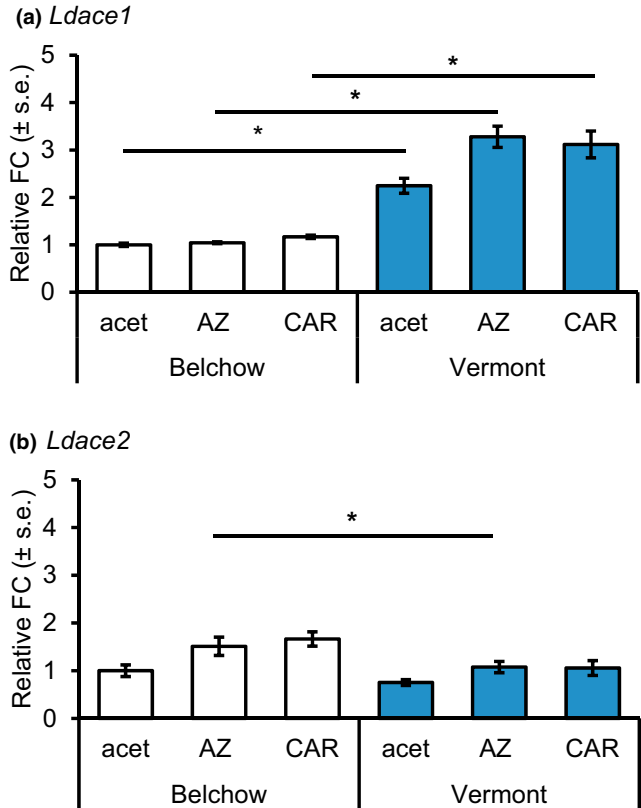 (a) Ldace1
Relative FC (± s.e.)
5
4
3
2
1
0
*
*
*
acet AZ CAR acet AZ CAR
Belchow Vermont
(b) Ldace2
Relative FC (± s.e.)
5
4
3
2
1
0
*
acet AZ CAR acet AZ CAR
Belchow Vermont